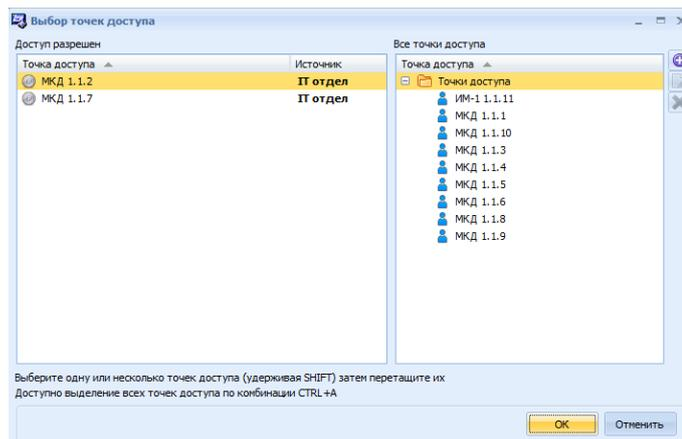 Выбор точек доступа
Доступ разрешен
Точка доступа Источник
МКД 1.1.2 IT отдел
МКД 1.1.7 IT отдел
Все точки доступа
Точка доступа
Точки доступа
ИМ-1 1.1.11
МКД 1.1.1
МКД 1.1.10
МКД 1.1.3
МКД 1.1.4
МКД 1.1.5
МКД 1.1.6
МКД 1.1.8
МКД 1.1.9
Выберите одну или несколько точек доступа (удерживая SHIFT) затем перетащите их
Доступно выделение всех точек доступа по комбинации CTRL+A
OK Отменить